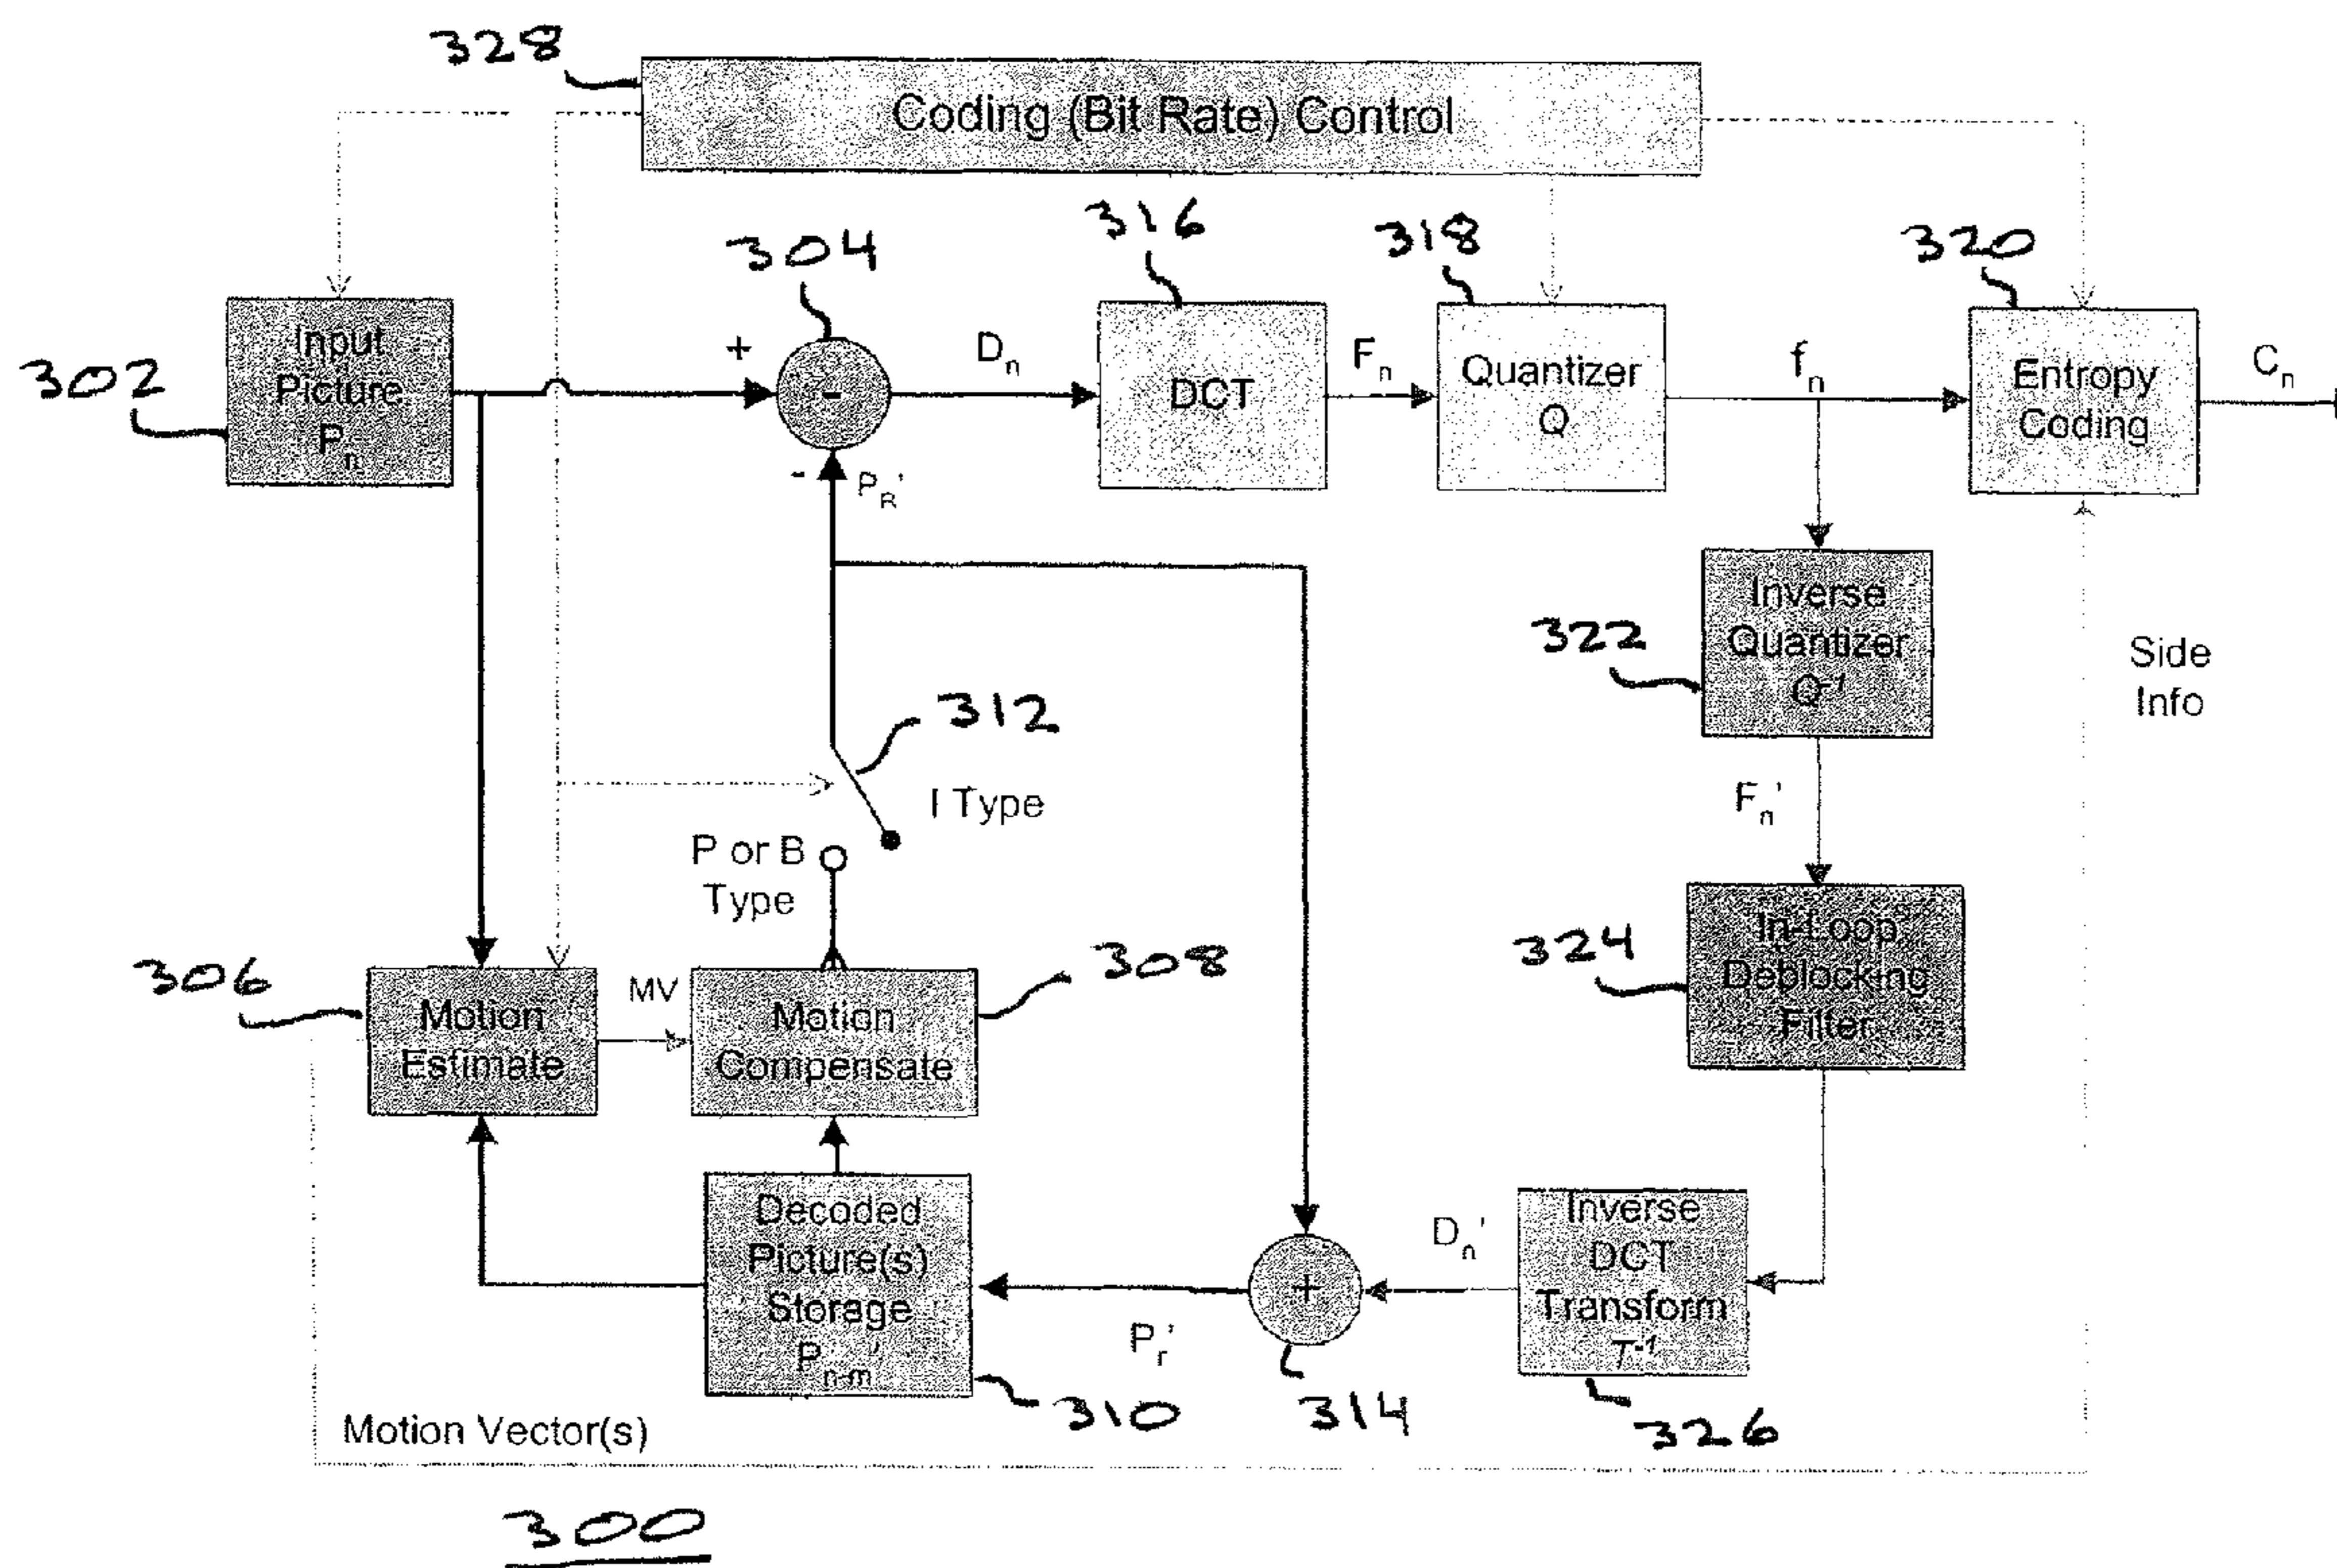 328
Coding (Bit Rate) Control
304
316
318
320
302
Input
Picture
Pn
+
-
-
PR'
Dn
DCT
Fn
Quantizer
Q
fn
Entropy
Coding
Cn
322
Inverse
Quantizer
Q-1
Side
Info
312
I Type
P or B
Type
Fn'
324
In-Loop
Deblocking
Filter
306
Motion
Estimate
MV
Motion
Compensate
308
Decoded
Picture(s)
Storage
Pn-m'
310
Pr'
+
314
Dn'
Inverse
DCT
Transform
T-1
326
Motion Vector(s)
300